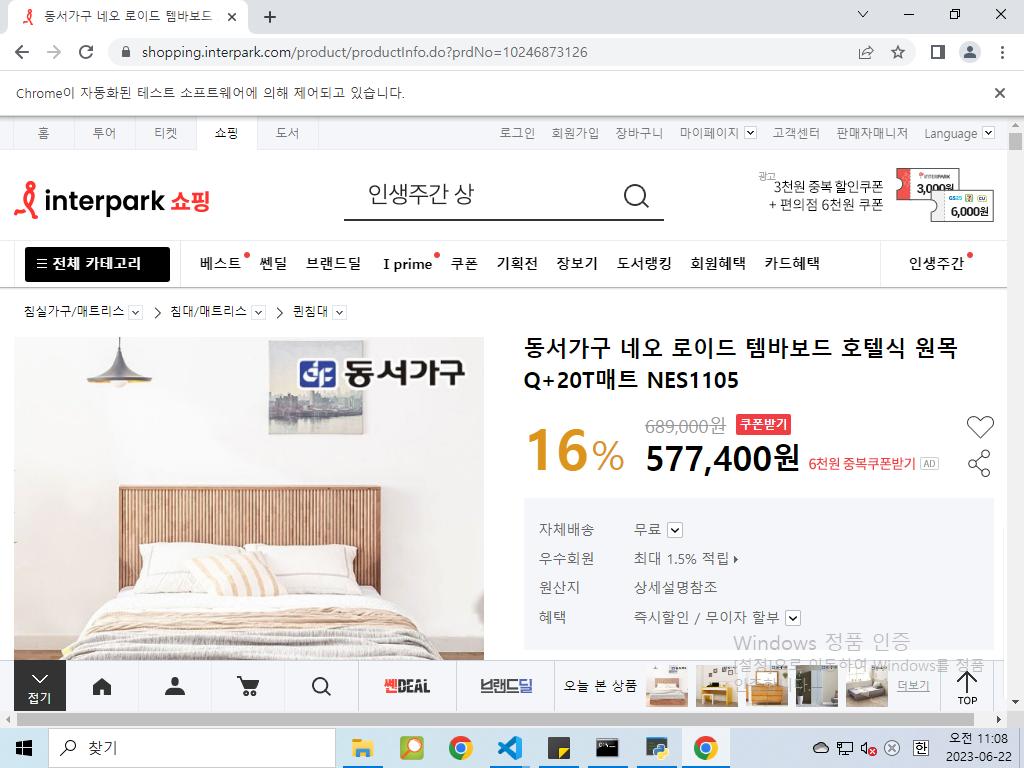 동서가구 네오 로이드 템바보드
shopping.interpark.com/product/productInfo.do?prdNo=10246873126
Chrome이 자동화된 테스트 소프트웨어에 의해 제어되고 있습니다.
홈 투어 티켓 쇼핑 도서 로그인 회원가입 장바구니 마이페이지 고객센터 판매자매니저 Language
interpark 쇼핑
인생주간 상
광고
3천원 중복 할인쿠폰
+ 편의점 6천원 쿠폰
INTERPARK
3,000원
GS25 CU
6,000원
전체 카테고리 베스트 쎈딜 브랜드딜 I prime 쿠폰 기획전 장보기 도서랭킹 회원혜택 카드혜택 인생주간
침실가구/매트리스 침대/매트리스 퀸침대
동서가구
동서가구 네오 로이드 템바보드 호텔식 원목
Q+20T매트 NES1105
16%
689,000원 쿠폰받기
577,400원 6천원 중복쿠폰받기 AD
자체배송 무료
우수회원 최대 1.5% 적립
원산지 상세설명참조
혜택 즉시할인 / 무이자 할부
Windows 정품 인증
[설정]으로 이동하여 Windows를 정품
인증합니다.
접기
쎈DEAL
브랜드딜
오늘 본 상품
더보기
TOP
찾기
한
오전 11:08
2023-06-22